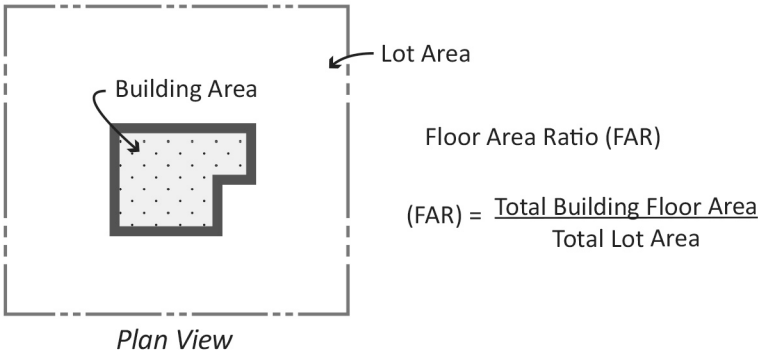 Lot Area
Building Area
Floor Area Ratio (FAR)
(FAR) = Total Building Floor Area
Total Lot Area
Plan View